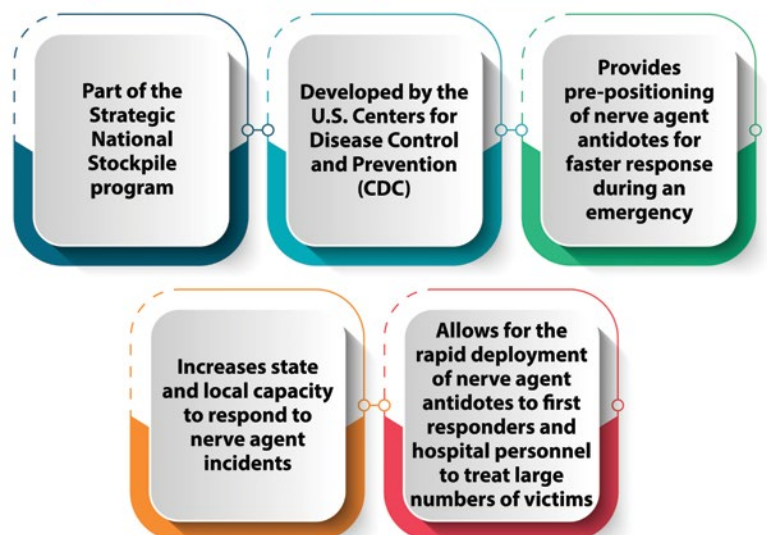 Part of the
Strategic
National
Stockpile
program
Developed by the
U.S. Centers for
Disease Control
and Prevention
(CDC)
Provides
pre-positioning
of nerve agent
antidotes for
faster response
during an
emergency
Increases state
and local capacity
to respond to
nerve agent
incidents
Allows for the
rapid deployment
of nerve agent
antidotes to first
responders and
hospital personnel
to treat large
numbers of victims